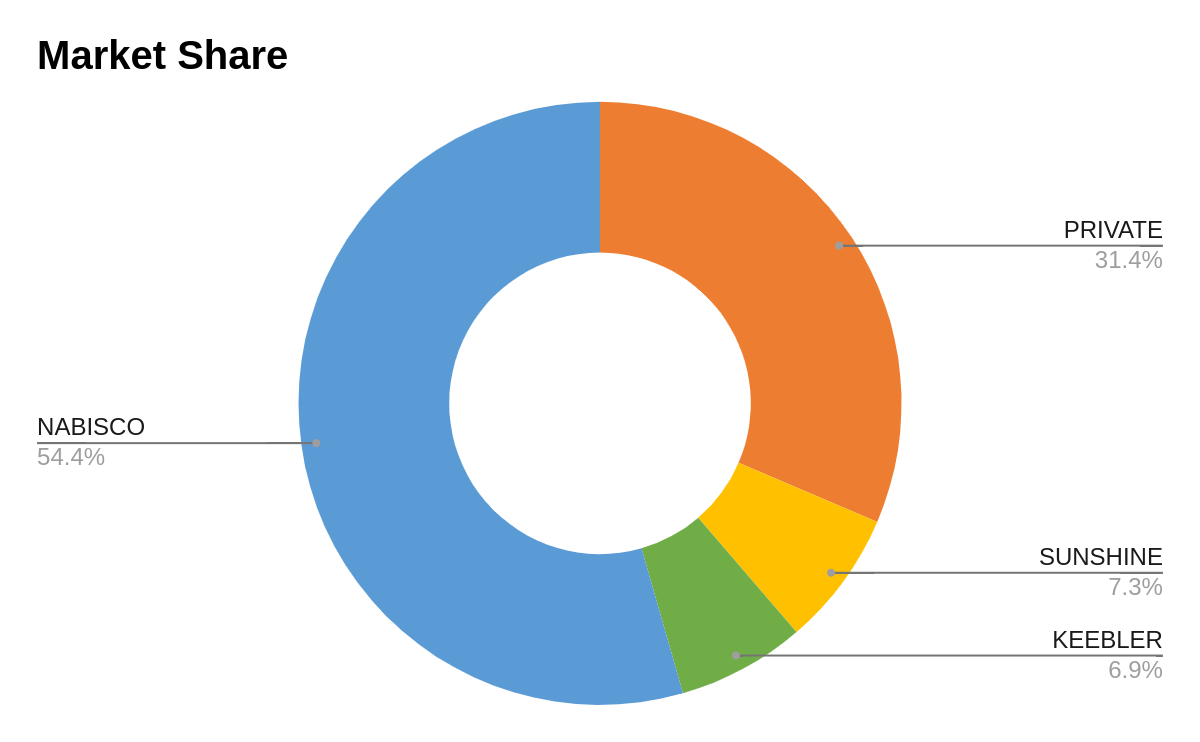 Market Share
PRIVATE
31.4%
NABISCO
54.4%
SUNSHINE
7.3%
KEEBLER
6.9%